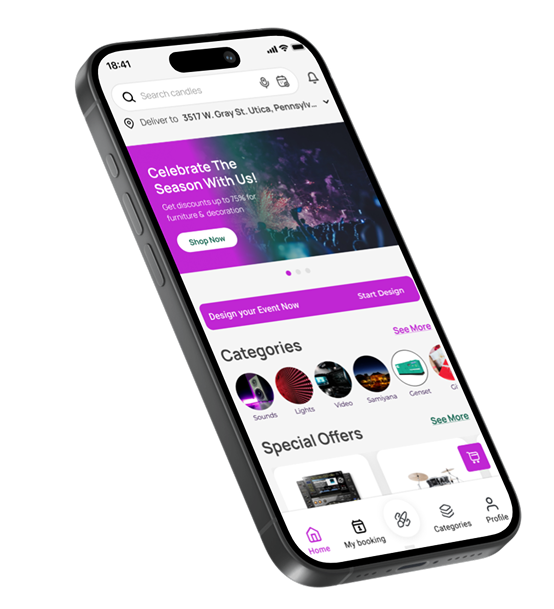 18:41
Search candies
Deliver to 3517 W. Gray St. Utica, Pennsylv...
Celebrate The
Season With Us!
Get discounts up to 75% for
furniture & decoration
Shop Now
Design your Event Now
Start Design
Categories
See More
Sounds
Lights
Video
Samiyana
Genset
Gi
Special Offers
See More
Home
My booking
Categories
Profile